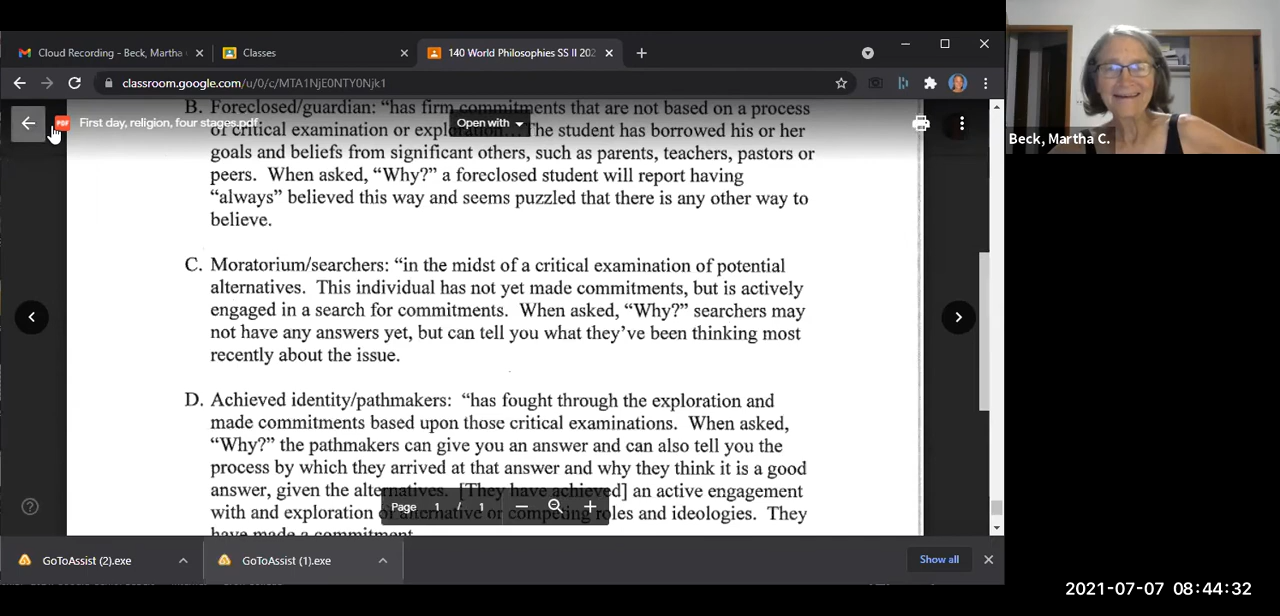 Cloud Recording - Beck, Martha
Classes
140 World Philosophies SS II 202
classroom.google.com/u/0/c/MTA1NjE0NTY0Njk1
PDF
First day, religion, four stages.pdf
Open with
B. Foreclosed/guardian: “has firm commitments that are not based on a process
of critical examination or exploration... The student has borrowed his or her
goals and beliefs from significant others, such as parents, teachers, pastors or
peers. When asked, “Why?” a foreclosed student will report having
“always” believed this way and seems puzzled that there is any other way to
believe.
C. Moratorium/searchers: “in the midst of a critical examination of potential
alternatives. This individual has not yet made commitments, but is actively
engaged in a search for commitments. When asked, “Why?” searchers may
not have any answers yet, but can tell you what they’ve been thinking most
recently about the issue.
D. Achieved identity/pathmakers: “has fought through the exploration and
made commitments based upon those critical examinations. When asked,
“Why?” the pathmakers can give you an answer and can also tell you the
process by which they arrived at that answer and why they think it is a good
answer, given the alternatives. [They have achieved] an active engagement
with and exploration of alternative or competing roles and ideologies. They
have made a commitment
Page 1 / 1
GoToAssist (2).exe
GoToAssist (1).exe
Show all
Beck, Martha C.
2021-07-07 08:44:32